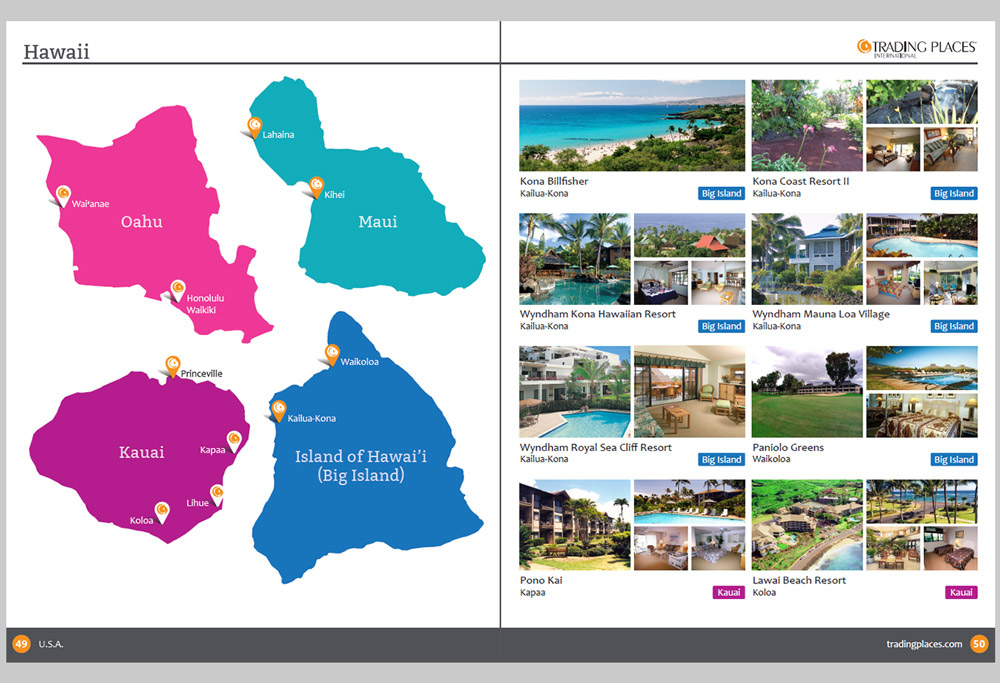 Hawaii
Lahaina
Kihei
Wai'anae
Oahu
Maui
Honolulu
Waikiki
Princeville
Waikoloa
Kailua-Kona
Kauai
Kapaa
Island of Hawai'i
(Big Island)
Lihue
Koloa
49 U.S.A.
TRADING PLACES
INTERNATIONAL
Kona Billfisher
Kailua-Kona
Big Island
Kona Coast Resort II
Kailua-Kona
Big Island
Wyndham Kona Hawaiian Resort
Kailua-Kona
Big Island
Wyndham Mauna Loa Village
Kailua-Kona
Big Island
Wyndham Royal Sea Cliff Resort
Kailua-Kona
Big Island
Paniolo Greens
Waikoloa
Big Island
Pono Kai
Kapaa
Kauai
Lawai Beach Resort
Koloa
Kauai
tradingplaces.com 50